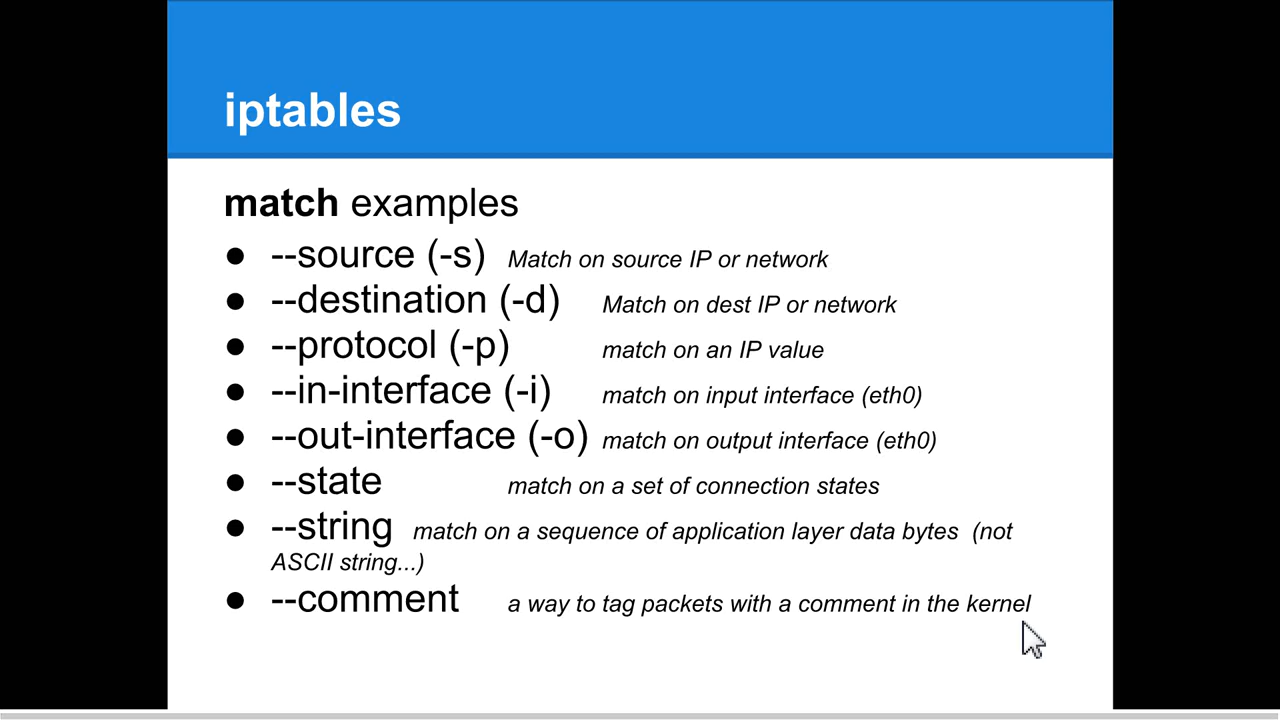 iptables
match examples
● --source (-s) Match on source IP or network
● --destination (-d) Match on dest IP or network
● --protocol (-p) match on an IP value
● --in-interface (-i) match on input interface (eth0)
● --out-interface (-o) match on output interface (eth0)
● --state match on a set of connection states
● --string match on a sequence of application layer data bytes (not
ASCII string...)
● --comment a way to tag packets with a comment in the kernel